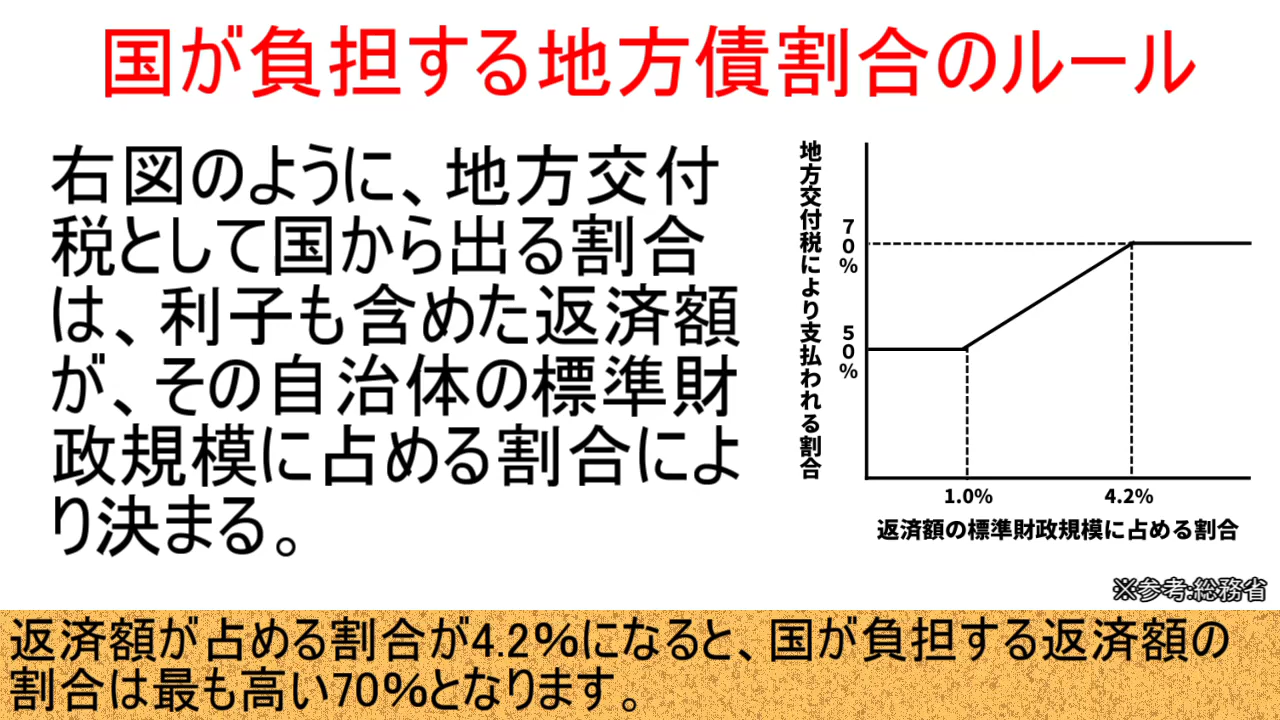 国が負担する地方債割合のルール
右図のように、地方交付
税として国から出る割合
は、利子も含めた返済額
が、その自治体の標準財
政規模に占める割合によ
り決まる。
地方交付税により支払われる割合
70%
50%
1.0%
4.2%
返済額の標準財政規模に占める割合
※参考:総務省
返済額が占める割合が4.2%になると、国が負担する返済額の
割合は最も高い70%となります。